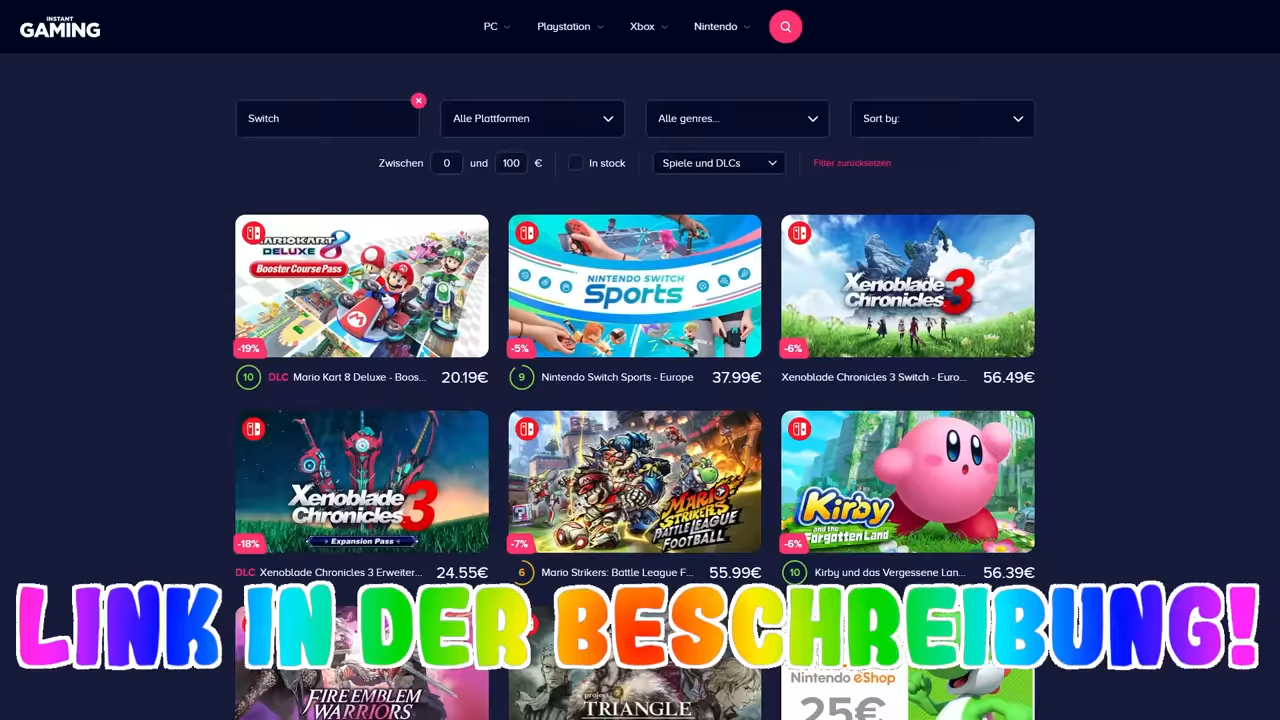 INSTANT
GAMING
PC Playstation Xbox Nintendo
Switch
Alle Plattformen
Alle genres...
Sort by:
Zwischen 0 und 100 €
In stock
Spiele und DLCs
Filter zurücksetzen
MARIOKART 8
DELUXE
Booster Course Pass
-19%
10 DLC Mario Kart 8 Deluxe - Boos... 20.19€
NINTENDO SWITCH
Sports
-5%
9 Nintendo Switch Sports - Europe 37.99€
Xenoblade
Chronicles 3
-6%
Xenoblade Chronicles 3 Switch - Euro... 56.49€
Xenoblade
Chronicles 3
Expansion Pass
-18%
DLC Xenoblade Chronicles 3 Erweiter... 24.55€
MARIO
STRIKERS
BATTLE LEAGUE
FOOTBALL
-7%
6 Mario Strikers: Battle League F... 55.99€
Kirby
and the
Forgotten Land
-6%
10 Kirby und das Vergessene Lan... 56.39€
LINK IN DER BESCHREIBUNG!
FIRE EMBLEM
WARRIORS
project
TRIANGLE
Nintendo eShop
25€